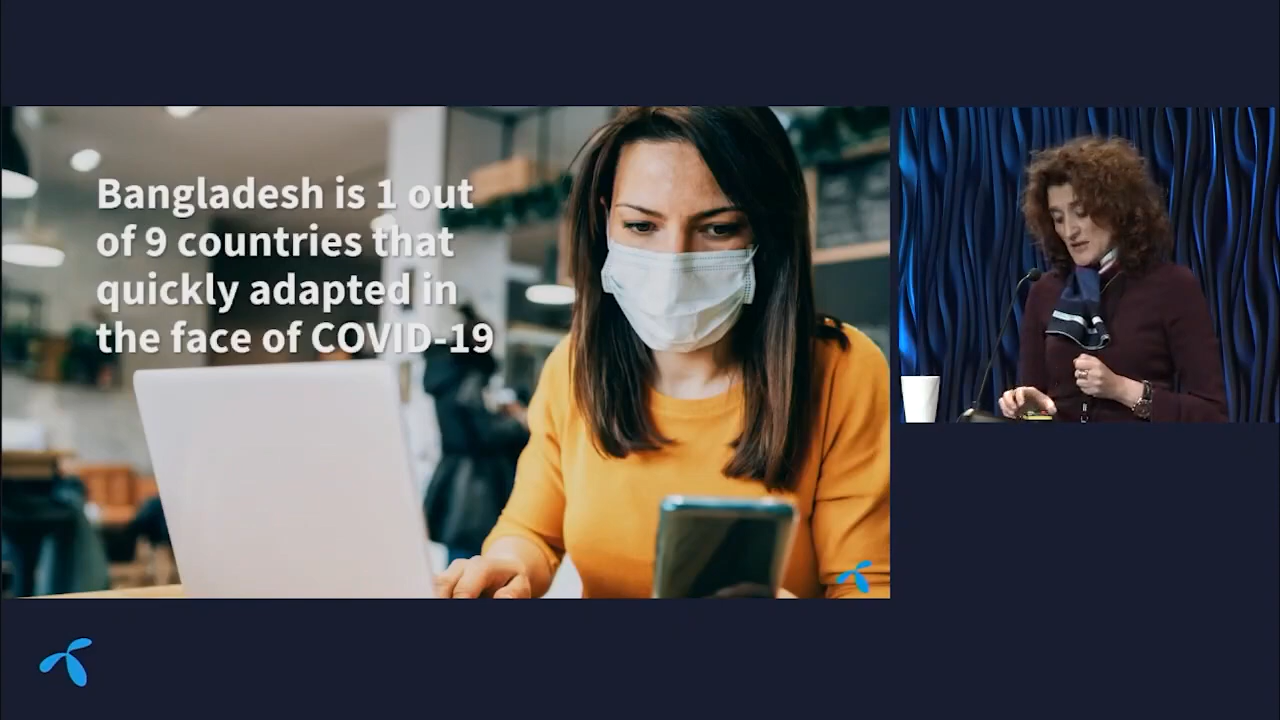 Bangladesh is 1 out
of 9 countries that
quickly adapted in
the face of COVID-19